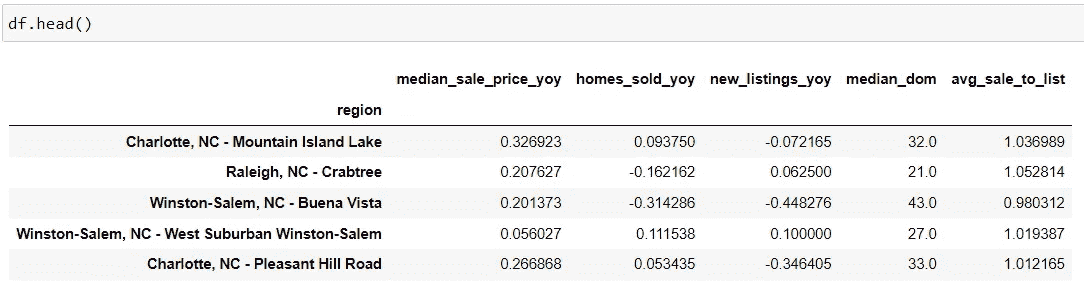 df.head()
median_sale_price_yoy homes_sold_yoy new_listings_yoy median_dom avg_sale_to_list
region
Charlotte, NC - Mountain Island Lake 0.326923 0.093750 -0.072165 32.0 1.036989
Raleigh, NC - Crabtree 0.207627 -0.162162 0.062500 21.0 1.052814
Winston-Salem, NC - Buena Vista 0.201373 -0.314286 -0.448276 43.0 0.980312
Winston-Salem, NC - West Suburban Winston-Salem 0.056027 0.111538 0.100000 27.0 1.019387
Charlotte, NC - Pleasant Hill Road 0.266868 0.053435 -0.346405 33.0 1.012165